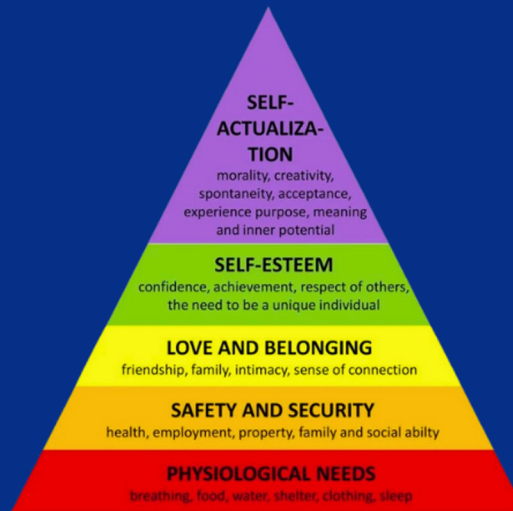 SELF-
ACTUALIZA-
TION
morality, creativity,
spontaneity, acceptance,
experience purpose, meaning
and inner potential
SELF-ESTEEM
confidence, achievement, respect of others,
the need to be a unique individual
LOVE AND BELONGING
friendship, family, intimacy, sense of connection
SAFETY AND SECURITY
health, employment, property, family and social abilty
PHYSIOLOGICAL NEEDS
breathing, food, water, shelter, clothing, sleep